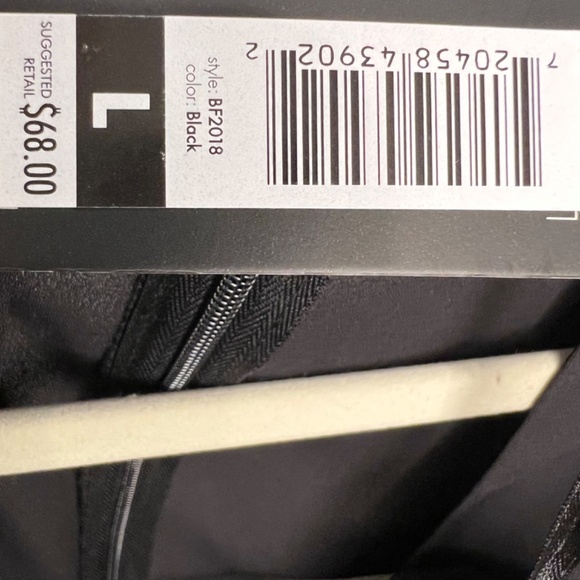 SUGGESTED
RETAIL $68.00
L
style: BF2018
color: Black
7 20458 43902 2